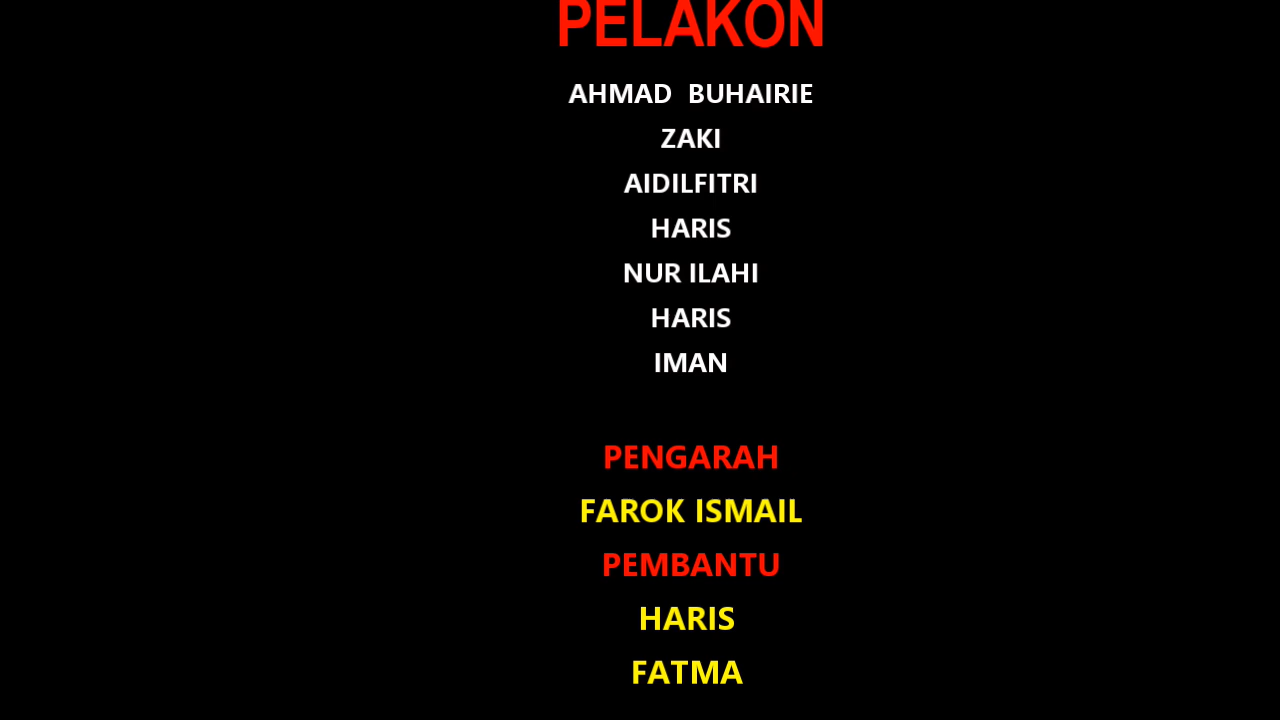 PELAKON
AHMAD BUHAIRIE
ZAKI
AIDILFITRI
HARIS
NUR ILAHI
HARIS
IMAN
PENGARAH
FAROK ISMAIL
PEMBANTU
HARIS
FATMA